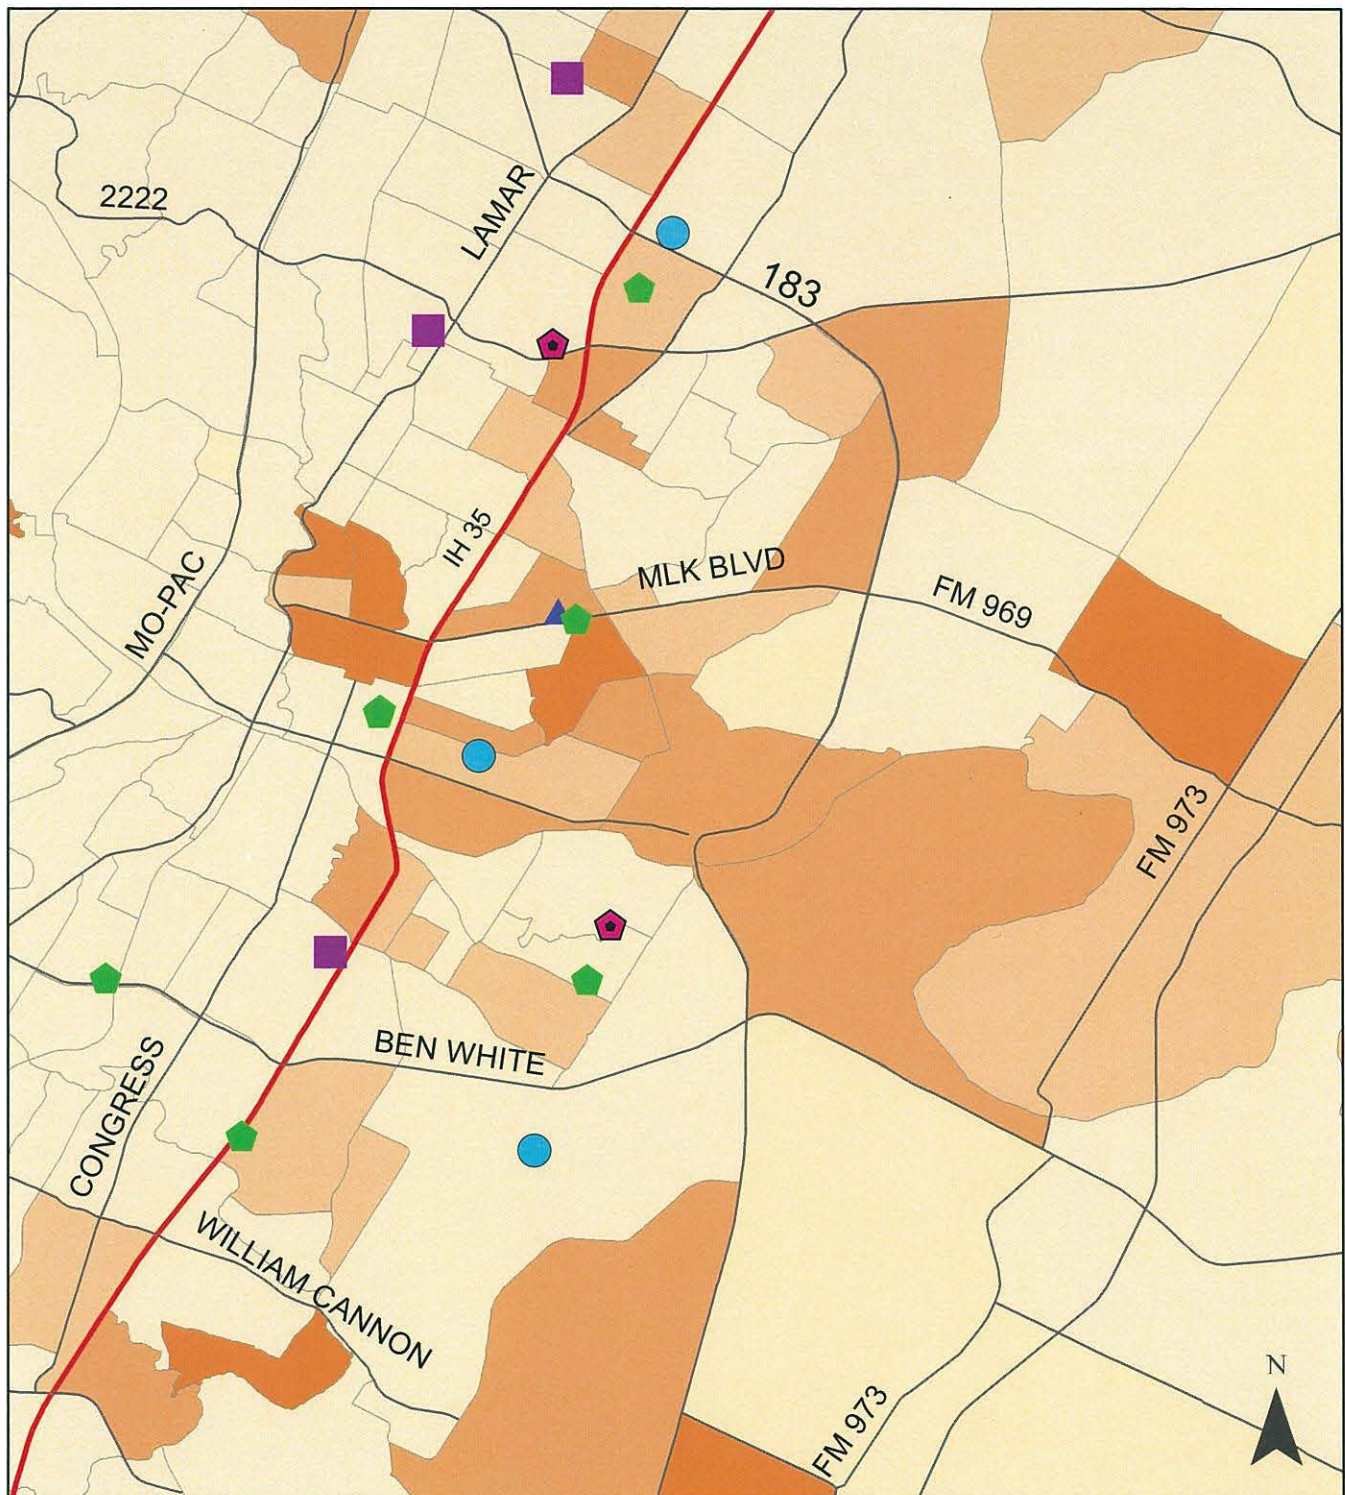 2222
LAMAR
183
IH 35
MLK BLVD
FM 969
MO-PAC
FM 973
BEN WHITE
CONGRESS
WILLIAM CANNON
N
FM 973